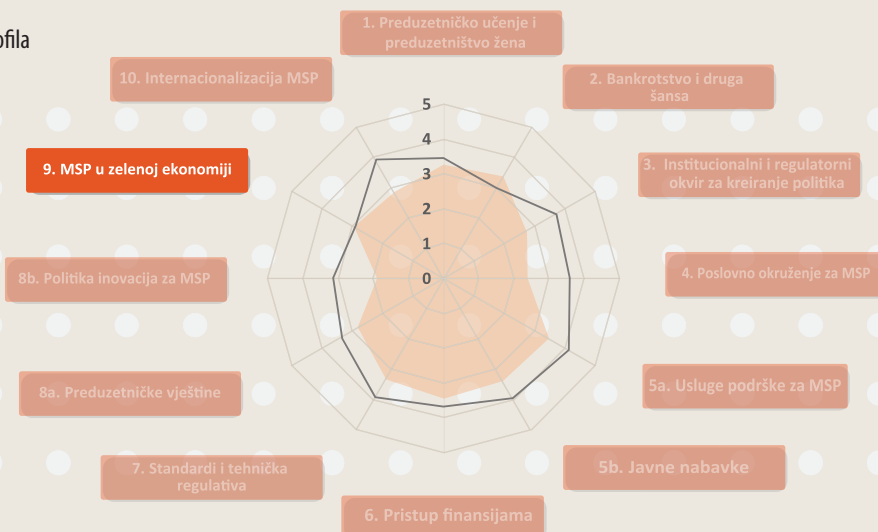 ofila
1. Preduzetničko učenje i
preduzetništvo žena
10. Internacionalizacija MSP
2. Bankrotstvo i druga
šansa
9. MSP u zelenoj ekonomiji
3. Institucionalni i regulatorni
okvir za kreiranje politika
5
4
3
2
1
0
8b. Politika inovacija za MSP
4. Poslovno okruženje za MSP
8a. Preduzetničke vještine
5a. Usluge podrške za MSP
7. Standardi i tehnička
regulativa
5b. Javne nabavke
6. Pristup finansijama